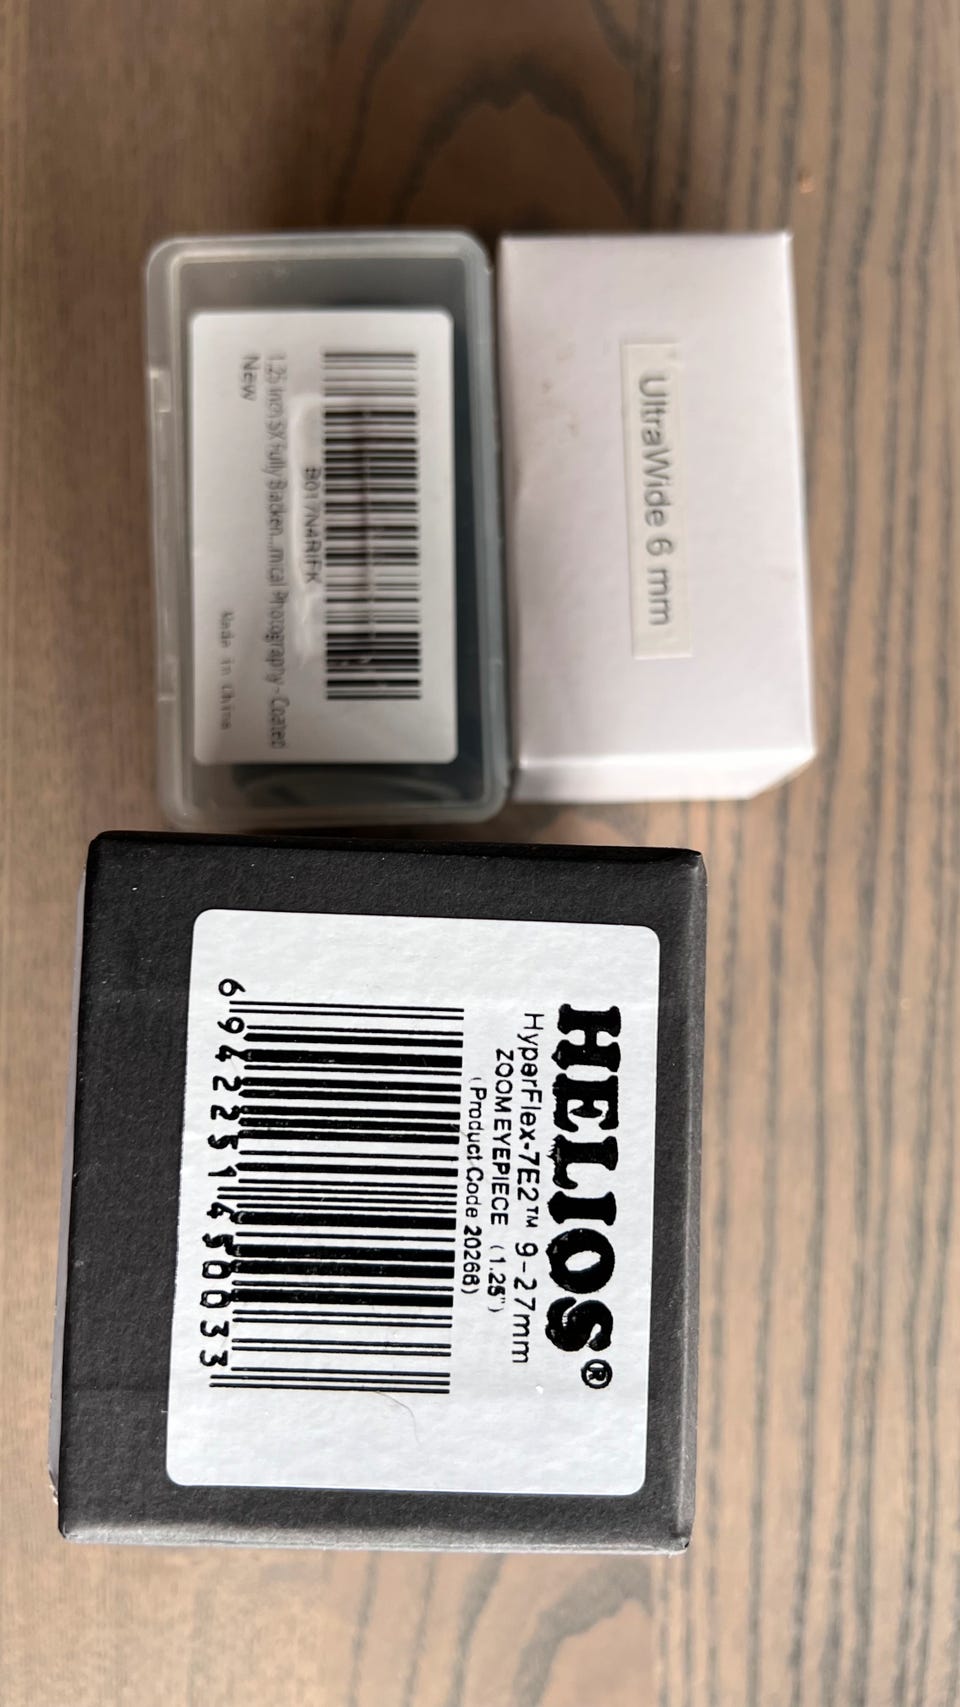 UltraWide 6 mm
B017N4RIFK
1.25 Inch 5X Fully Blacken...mical Photography - Coated
New
Made in China
HELIOS®
HyperFlex-7E2™ 9-27mm
ZOOM EYEPIECE (1.25")
(Product Code 20268)
6 942251 450033